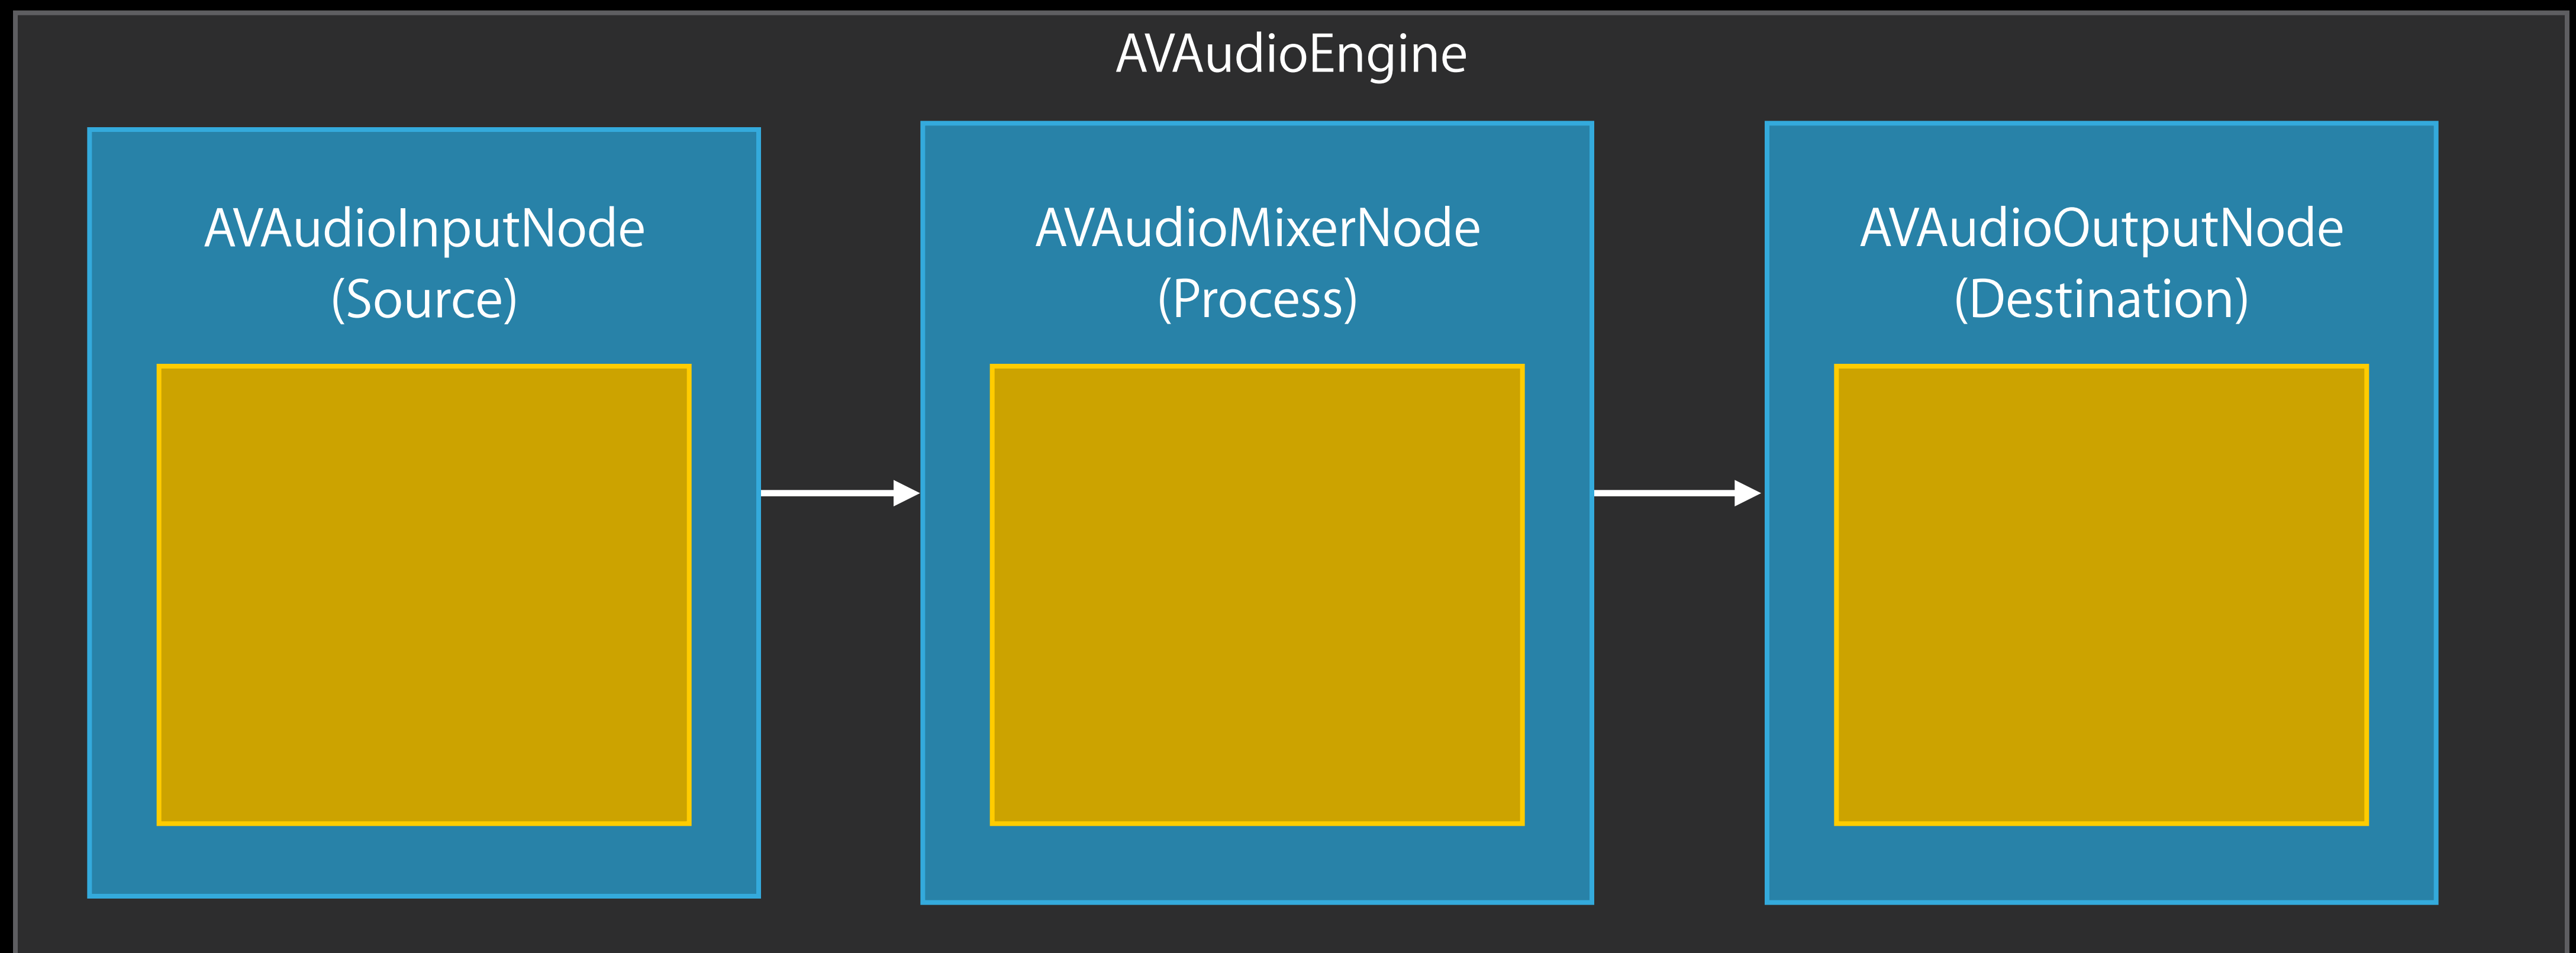 AVAudioEngine
AVAudioInputNode
(Source)
AVAudioMixerNode
(Process)
AVAudioOutputNode
(Destination)